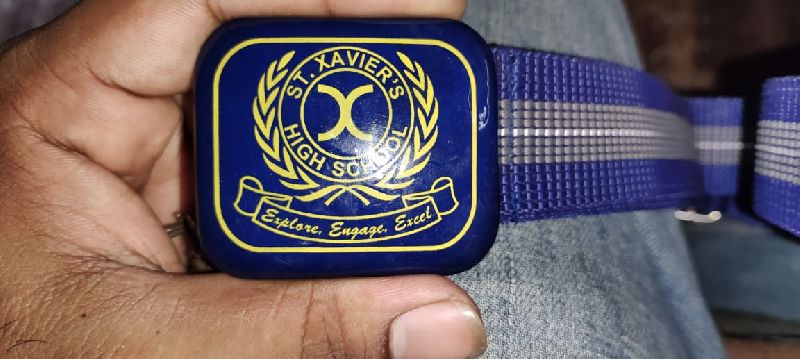 ST. XAVIER'S
HIGH SCHOOL
X
Explore, Engage, Excel